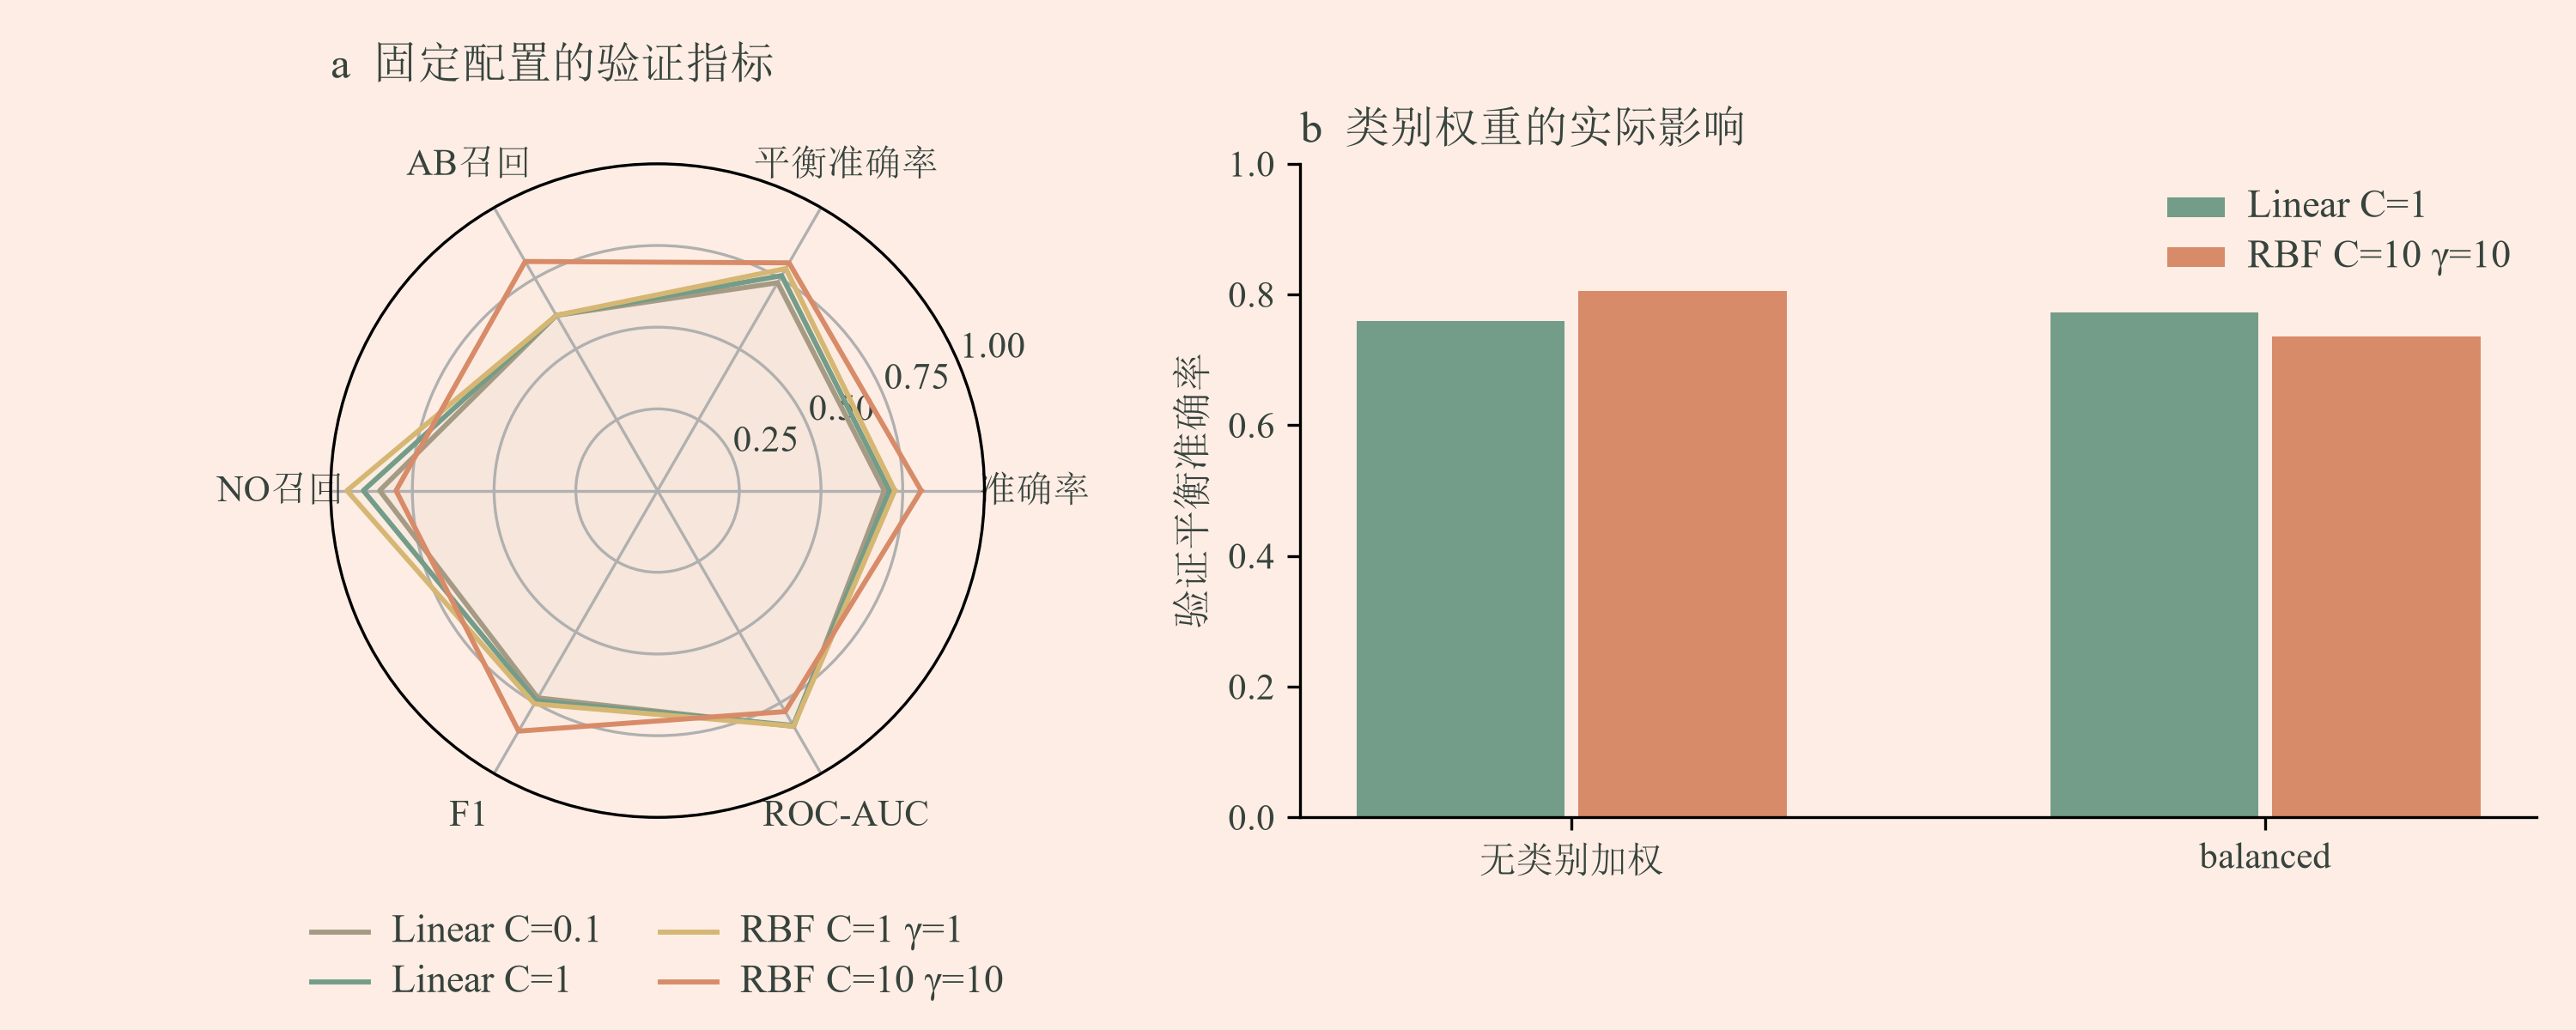 a 固定配置的验证指标
AB召回
平衡准确率
1.00
0.75
0.50
0.25
NO召回
准确率
F1
ROC-AUC
Linear C=0.1
RBF C=1 γ=1
Linear C=1
RBF C=10 γ=10
b 类别权重的实际影响
1.0
0.8
0.6
0.4
0.2
0.0
验证平衡准确率
Linear C=1
RBF C=10 γ=10
无类别加权
balanced